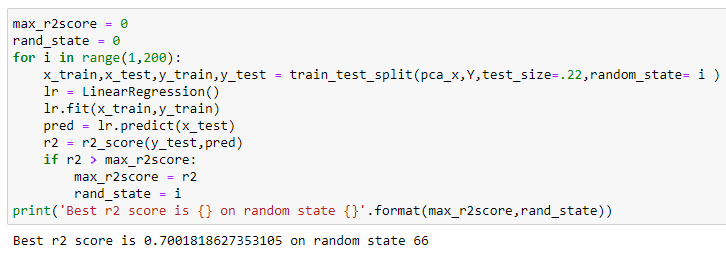 max_r2score = 0
rand_state = 0
for i in range(1,200):
    x_train,x_test,y_train,y_test = train_test_split(pca_x,Y,test_size=.22,random_state= i )
    lr = LinearRegression()
    lr.fit(x_train,y_train)
    pred = lr.predict(x_test)
    r2 = r2_score(y_test,pred)
    if r2 > max_r2score:
        max_r2score = r2
        rand_state = i
print('Best r2 score is {} on random state {}'.format(max_r2score,rand_state))
Best r2 score is 0.7001818627353105 on random state 66